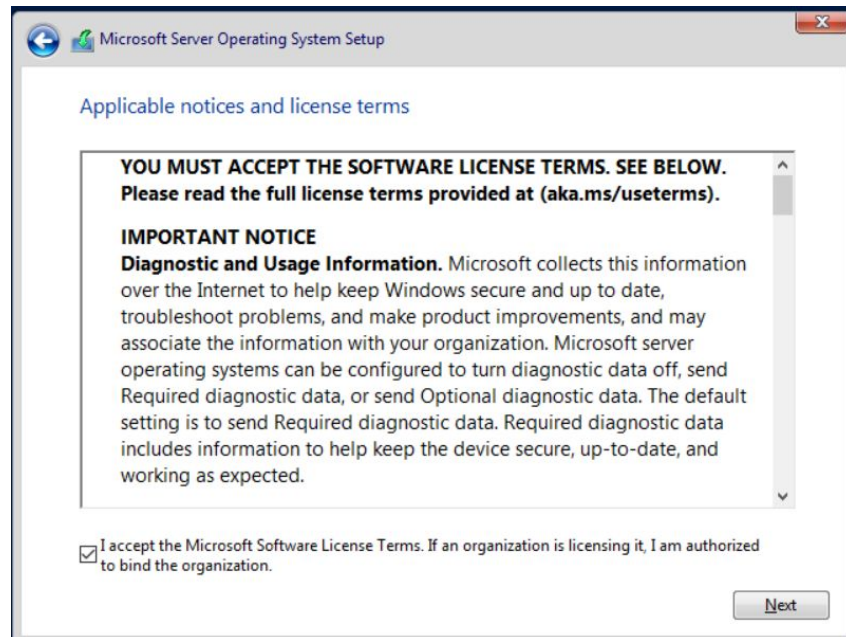 Microsoft Server Operating System Setup
Applicable notices and license terms
YOU MUST ACCEPT THE SOFTWARE LICENSE TERMS. SEE BELOW.
Please read the full license terms provided at (aka.ms/useterms).
IMPORTANT NOTICE
Diagnostic and Usage Information. Microsoft collects this information
over the Internet to help keep Windows secure and up to date,
troubleshoot problems, and make product improvements, and may
associate the information with your organization. Microsoft server
operating systems can be configured to turn diagnostic data off, send
Required diagnostic data, or send Optional diagnostic data. The default
setting is to send Required diagnostic data. Required diagnostic data
includes information to help keep the device secure, up-to-date, and
working as expected.
I accept the Microsoft Software License Terms. If an organization is licensing it, I am authorized
to bind the organization.
Next